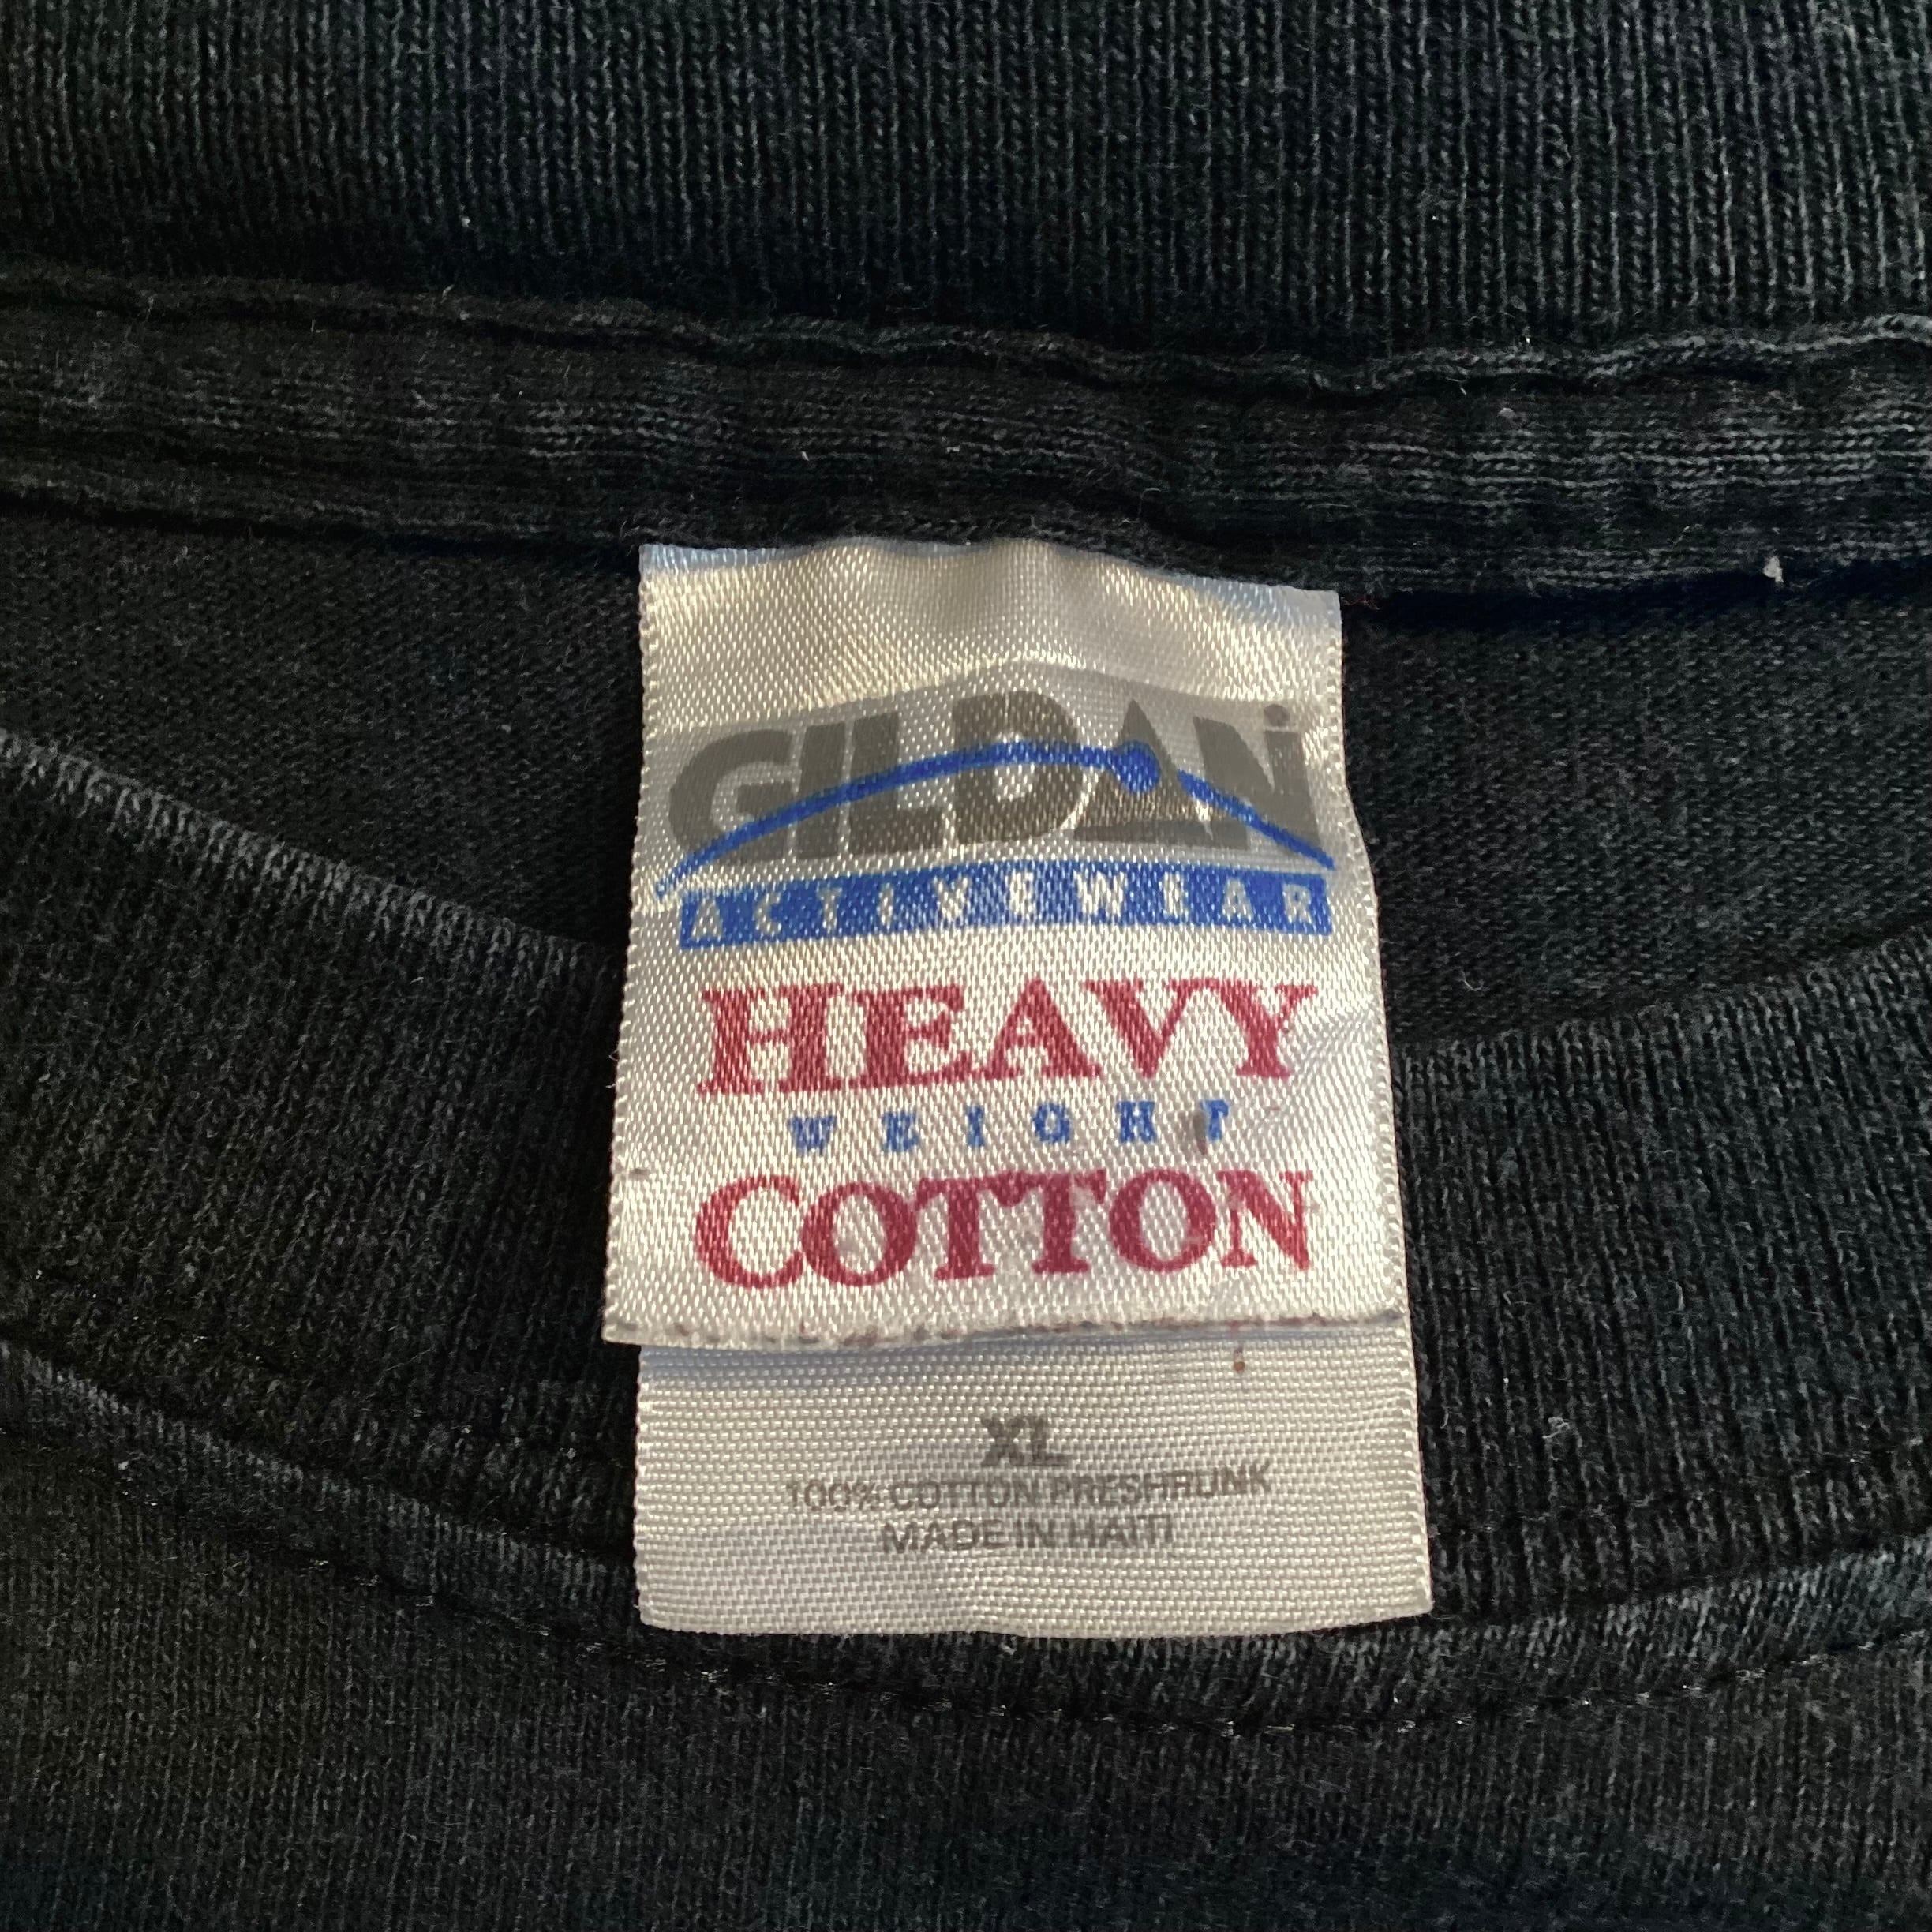 GILDAN
ACTIVEWEAR
HEAVY
WEIGHT
COTTON
XL
100% COTTON PRESHRUNK
MADE IN HAITI